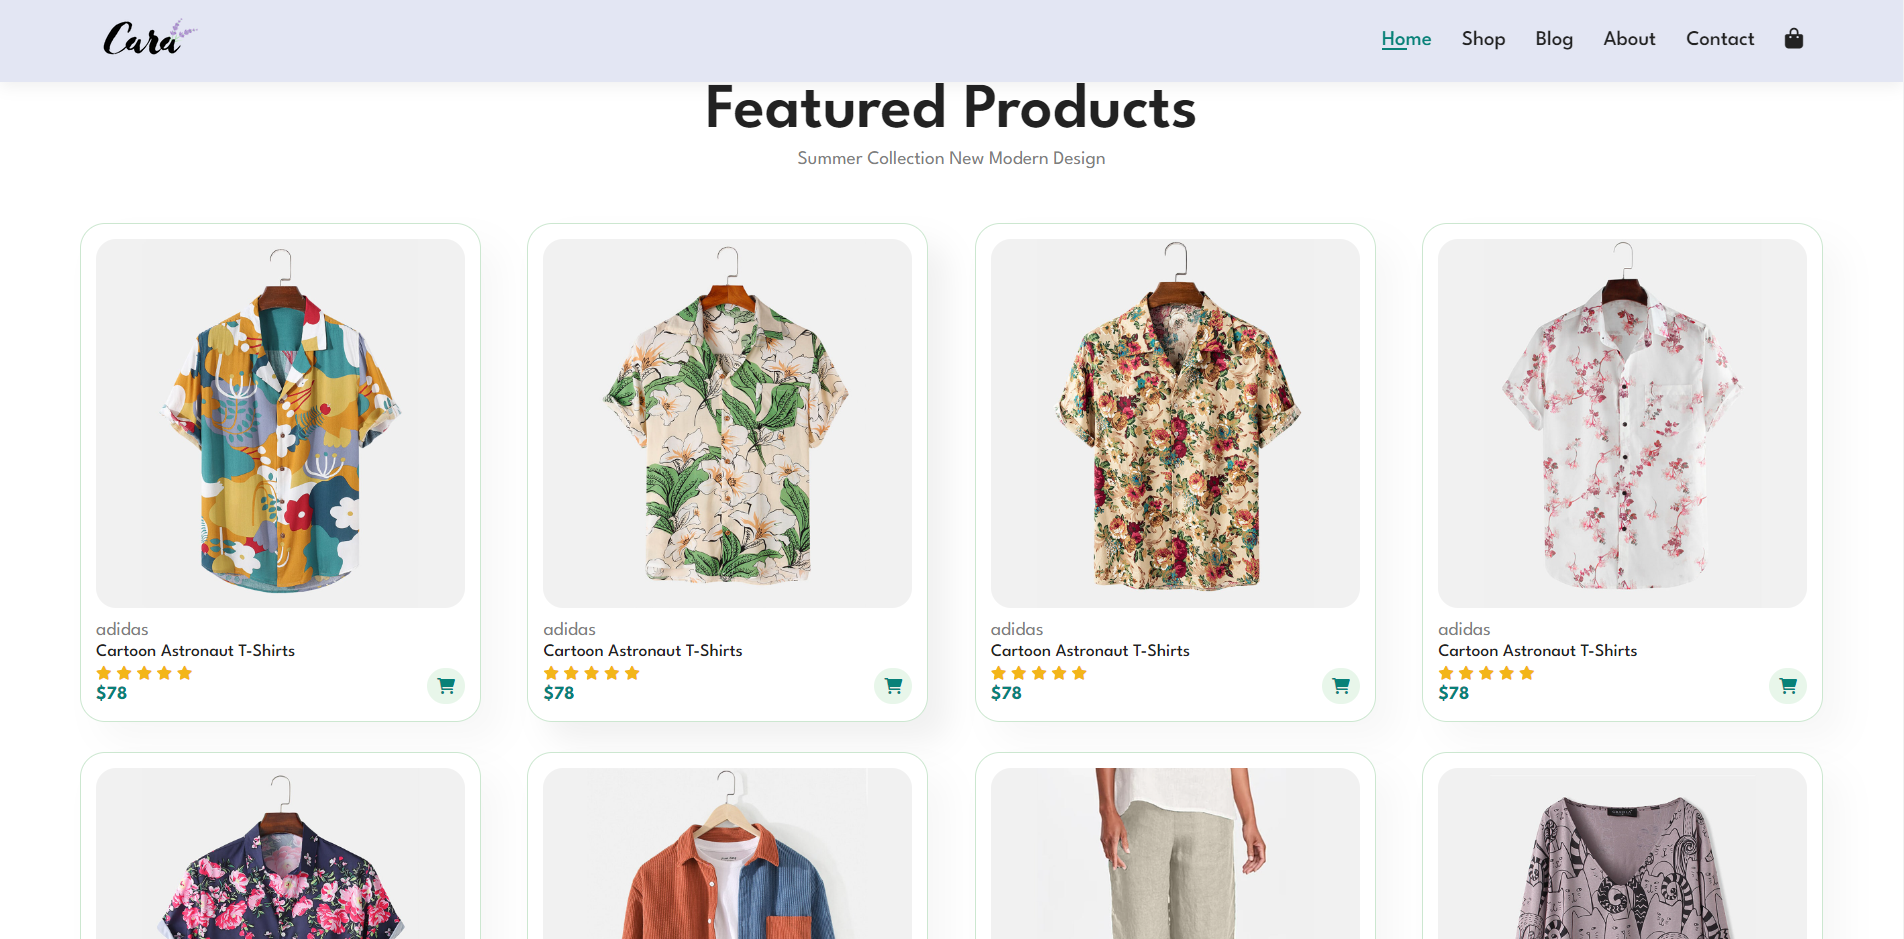 Cara
Home Shop Blog About Contact
Featured Products
Summer Collection New Modern Design
adidas
Cartoon Astronaut T-Shirts
$78
adidas
Cartoon Astronaut T-Shirts
$78
adidas
Cartoon Astronaut T-Shirts
$78
adidas
Cartoon Astronaut T-Shirts
$78